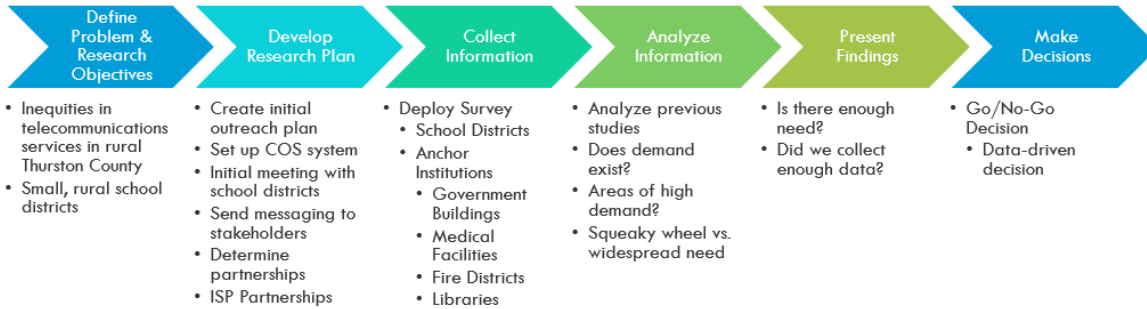 Define
Problem &
Research
Objectives
• Inequities in
telecommunications
services in rural
Thurston County
• Small, rural school
districts
Develop
Research Plan
• Create initial
outreach plan
• Set up COS system
• Initial meeting with
school districts
• Send messaging to
stakeholders
• Determine
partnerships
• ISP Partnerships
Collect
Information
• Deploy Survey
• School Districts
• Anchor
Institutions
• Government
Buildings
• Medical
Facilities
• Fire Districts
• Libraries
Analyze
Information
• Analyze previous
studies
• Does demand
exist?
• Areas of high
demand?
• Squeaky wheel vs.
widespread need
Present
Findings
• Is there enough
need?
• Did we collect
enough data?
Make
Decisions
• Go/No-Go
Decision
• Data-driven
decision